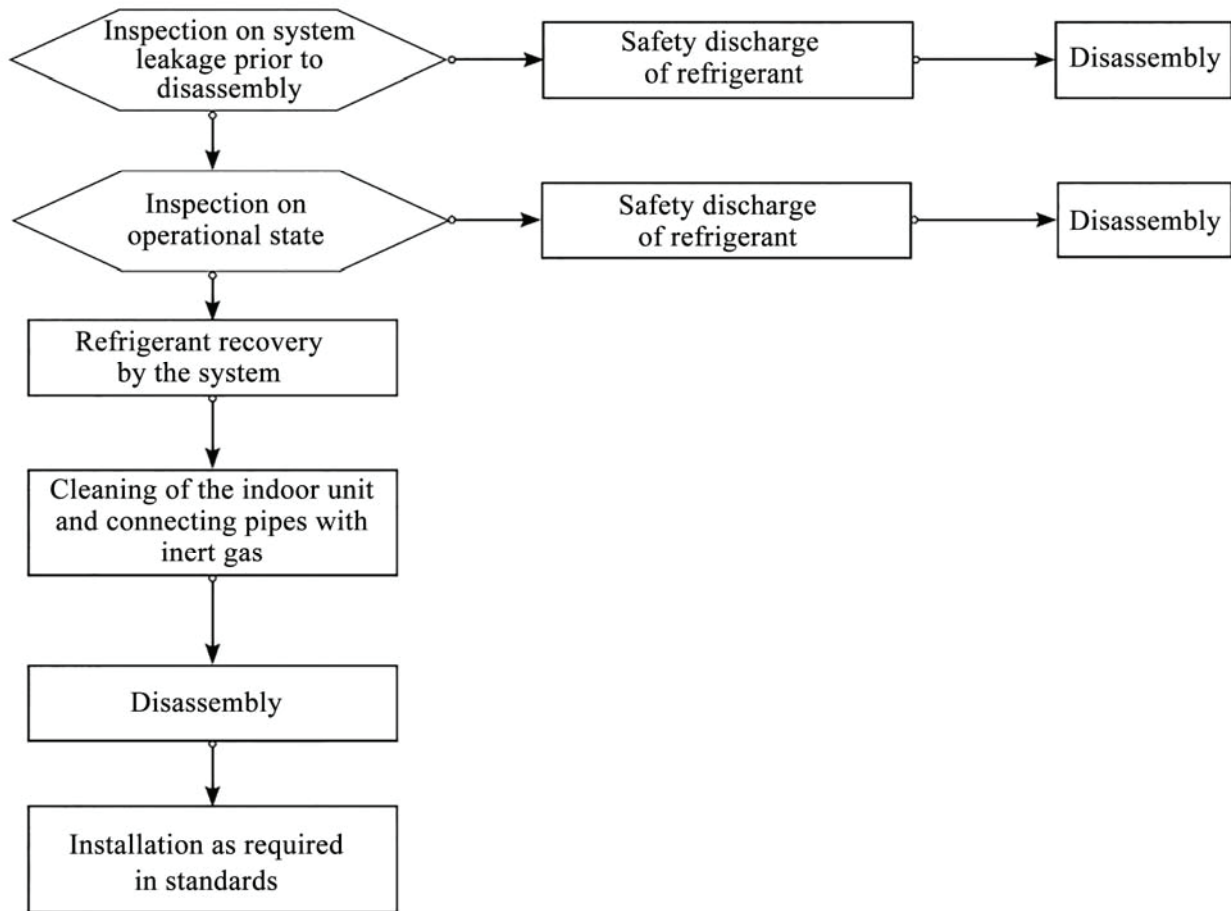 Inspection on system
leakage prior to
disassembly
Safety discharge
of refrigerant
Disassembly
Inspection on
operational state
Safety discharge
of refrigerant
Disassembly
Refrigerant recovery
by the system
Cleaning of the indoor unit
and connecting pipes with
inert gas
Disassembly
Installation as required
in standards